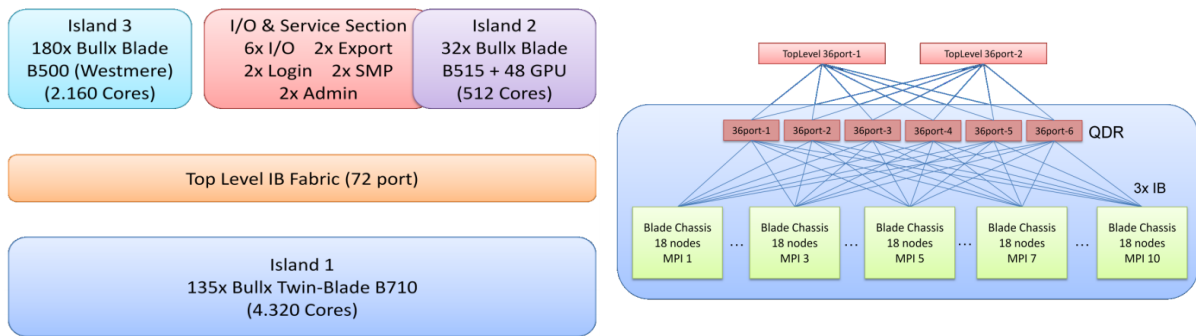 Island 3
180x Bullx Blade
B500 (Westmere)
(2.160 Cores)
I/O & Service Section
6x I/O 2x Export
2x Login 2x SMP
2x Admin
Island 2
32x Bullx Blade
B515 + 48 GPU
(512 Cores)
Top Level IB Fabric (72 port)
Island 1
135x Bullx Twin-Blade B710
(4.320 Cores)
TopLevel 36port-1
TopLevel 36port-2
36port-1
36port-2
36port-3
36port-4
36port-5
36port-6
QDR
3x IB
Blade Chassis
18 nodes
MPI 1
...
Blade Chassis
18 nodes
MPI 3
...
Blade Chassis
18 nodes
MPI 5
...
Blade Chassis
18 nodes
MPI 7
...
Blade Chassis
18 nodes
MPI 10